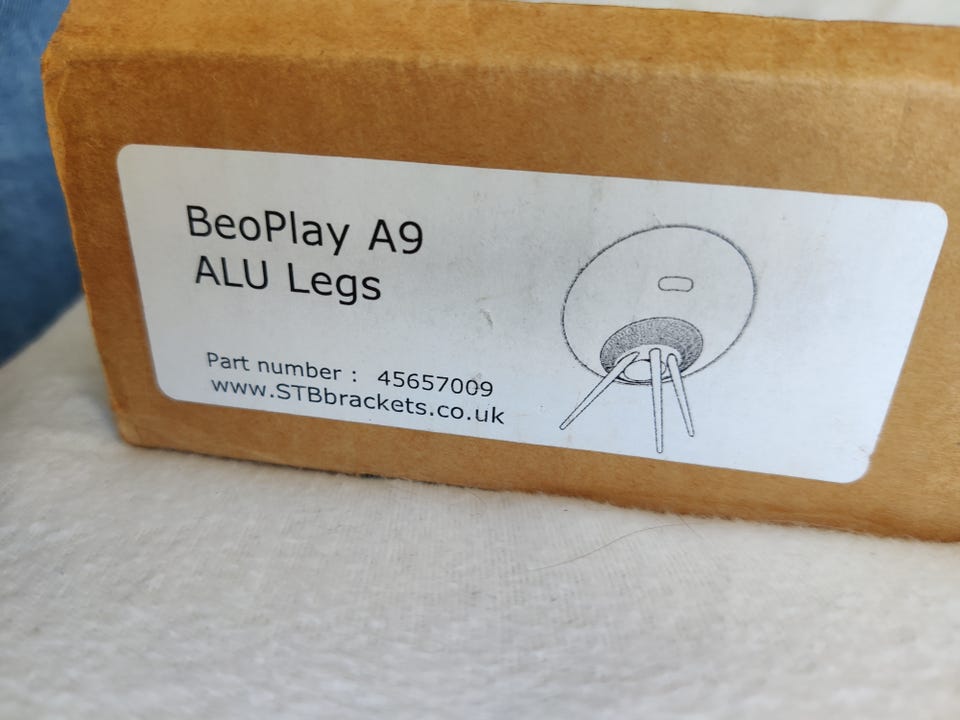 BeoPlay A9
ALU Legs
Part number : 45657009
www.STBbrackets.co.uk